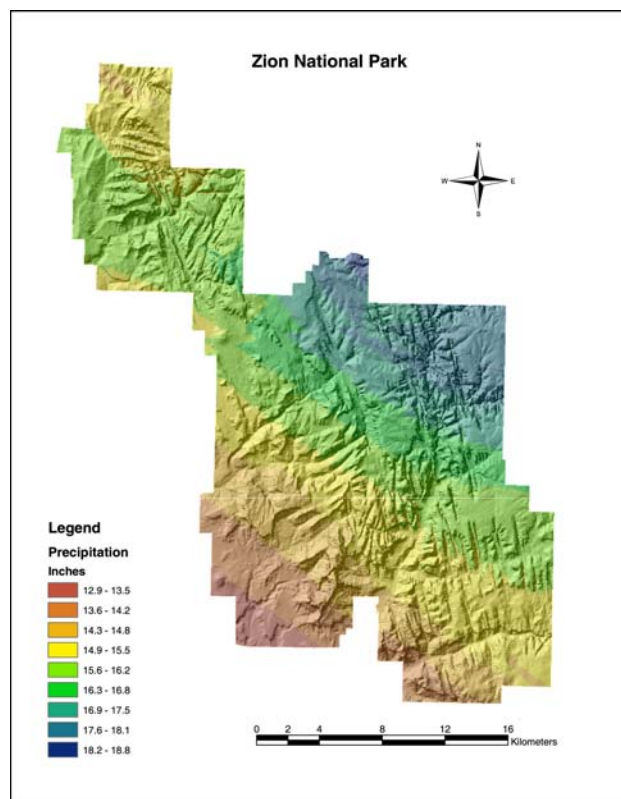 Zion National Park
N
W E
S
Legend
Precipitation
Inches
12.9 - 13.5
13.6 - 14.2
14.3 - 14.8
14.9 - 15.5
15.6 - 16.2
16.3 - 16.8
16.9 - 17.5
17.6 - 18.1
18.2 - 18.8
0 2 4 8 12 16
Kilometers